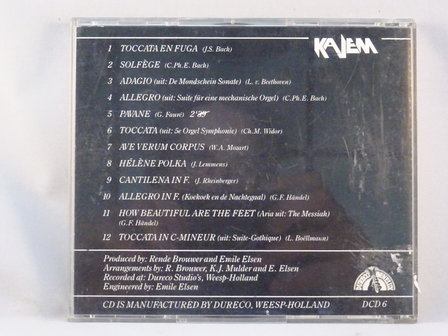 KAJEM
1 TOCCATA EN FUGA (J.S. Bach)
2 SOLFÈGE (C.Ph.E. Bach)
3 ADAGIO (uit: De Mondschein Sonate) (L. v. Beethoven)
4 ALLEGRO (uit: Suite für eine mechanische Orgel) (C.Ph.E. Bach)
5 PAVANE (G. Fauré)
6 TOCCATA (uit: 5e Orgel Symphonie) (Ch.M. Widor)
7 AVE VERUM CORPUS (W.A. Mozart)
8 HÉLÈNE POLKA (J. Lemmens)
9 CANTILENA IN F. (J. Rheinberger)
10 ALLEGRO IN F. (Koekoek en de Nachtegaal) (G.F. Händel)
11 HOW BEAUTIFUL ARE THE FEET (Aria uit: The Messiah)
(G.F. Händel)
12 TOCCATA IN C-MINEUR (uit: Suite-Gothique) (L. Boëllmann)
Produced by: Rende Brouwer and Emile Elsen
Arrangements by: R. Brouwer, K.J. Mulder and E. Elsen
Recorded at: Dureco Studio's, Weesp-Holland
Engineered by: Emile Elsen
CD IS MANUFACTURED BY DURECO, WEESP-HOLLAND DCD 6